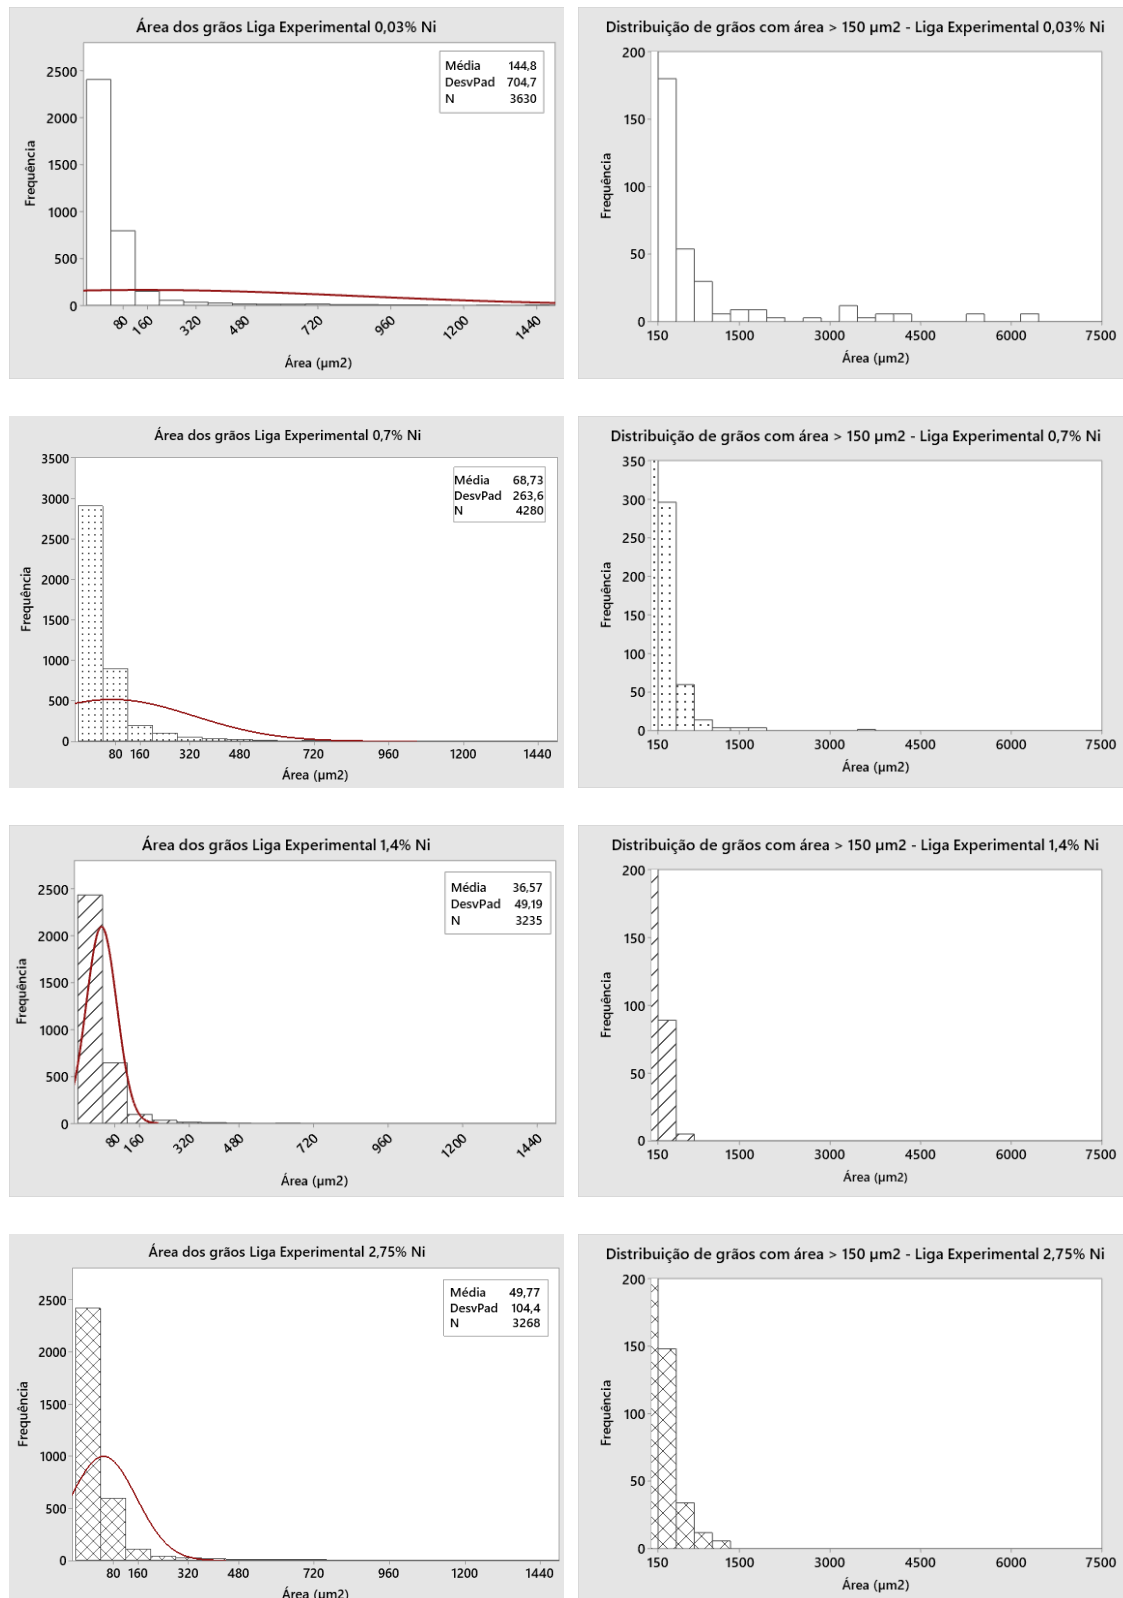 Área dos grãos Liga Experimental 0,03% Ni
Média 144,8
DesvPad 704,7
N 3630
2500
2000
1500
1000
500
0
Frequência
80 160 320 480 720 960 1200 1440
Área (µm2)
Distribuição de grãos com área > 150 µm2 - Liga Experimental 0,03% Ni
200
150
100
50
0
Frequência
150 1500 3000 4500 6000 7500
Área (µm2)
Área dos grãos Liga Experimental 0,7% Ni
Média 68,73
DesvPad 263,6
N 4280
3500
3000
2500
2000
1500
1000
500
0
Frequência
80 160 320 480 720 960 1200 1440
Área (µm2)
Distribuição de grãos com área > 150 µm2 - Liga Experimental 0,7% Ni
350
300
250
200
150
100
50
0
Frequência
150 1500 3000 4500 6000 7500
Área (µm2)
Área dos grãos Liga Experimental 1,4% Ni
Média 36,57
DesvPad 49,19
N 3235
2500
2000
1500
1000
500
0
Frequência
80 160 320 480 720 960 1200 1440
Área (µm2)
Distribuição de grãos com área > 150 µm2 - Liga Experimental 1,4% Ni
200
150
100
50
0
Frequência
150 1500 3000 4500 6000 7500
Área (µm2)
Área dos grãos Liga Experimental 2,75% Ni
Média 49,77
DesvPad 104,4
N 3268
2500
2000
1500
1000
500
0
Frequência
80 160 320 480 720 960 1200 1440
Área (µm2)
Distribuição de grãos com área > 150 µm2 - Liga Experimental 2,75% Ni
200
150
100
50
0
Frequência
150 1500 3000 4500 6000 7500
Área (µm2)